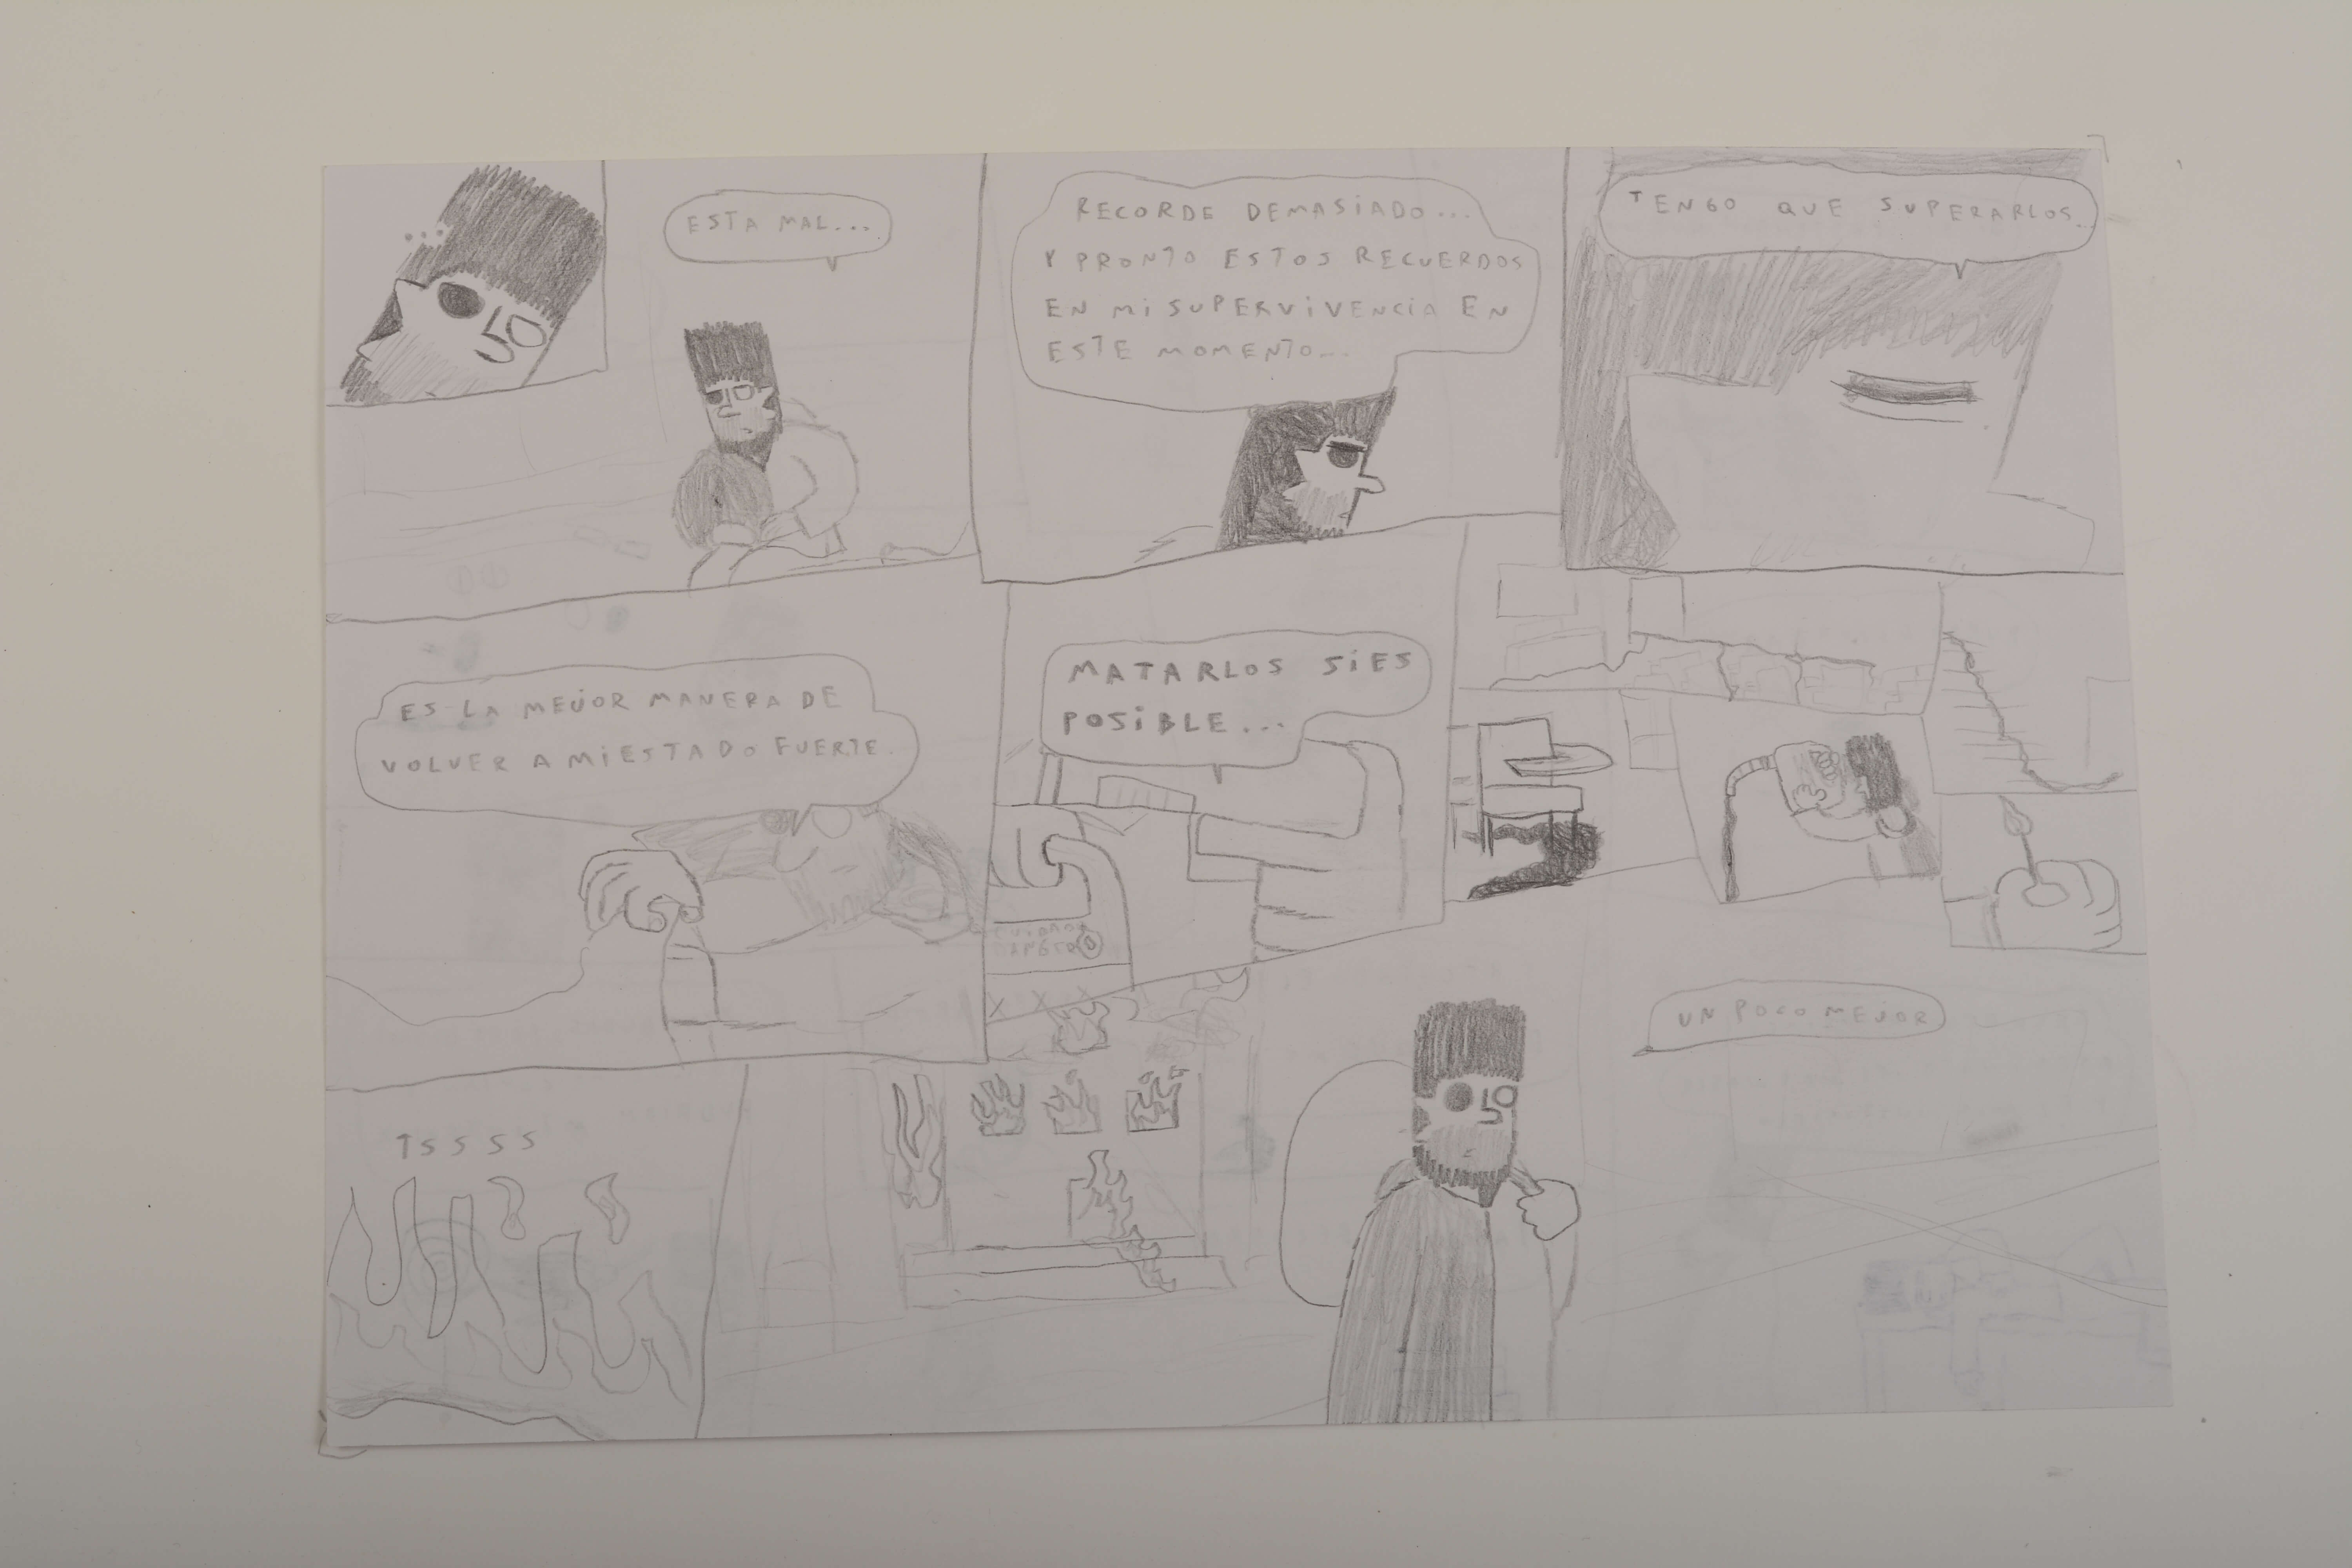 ...
ESTA MAL...
RECORDE DEMASIADO...
Y PRONTO ESTOS RECUERDOS
EN MI SUPERVIVENCIA EN
ESTE MOMENTO...
TENGO QUE SUPERARLOS...
ES LA MEJOR MANERA DE
VOLVER A MI ESTADO FUERTE.
MATARLOS SI ES
POSIBLE...
CUIDADO
X X X
TSSSS
UN POCO MEJOR